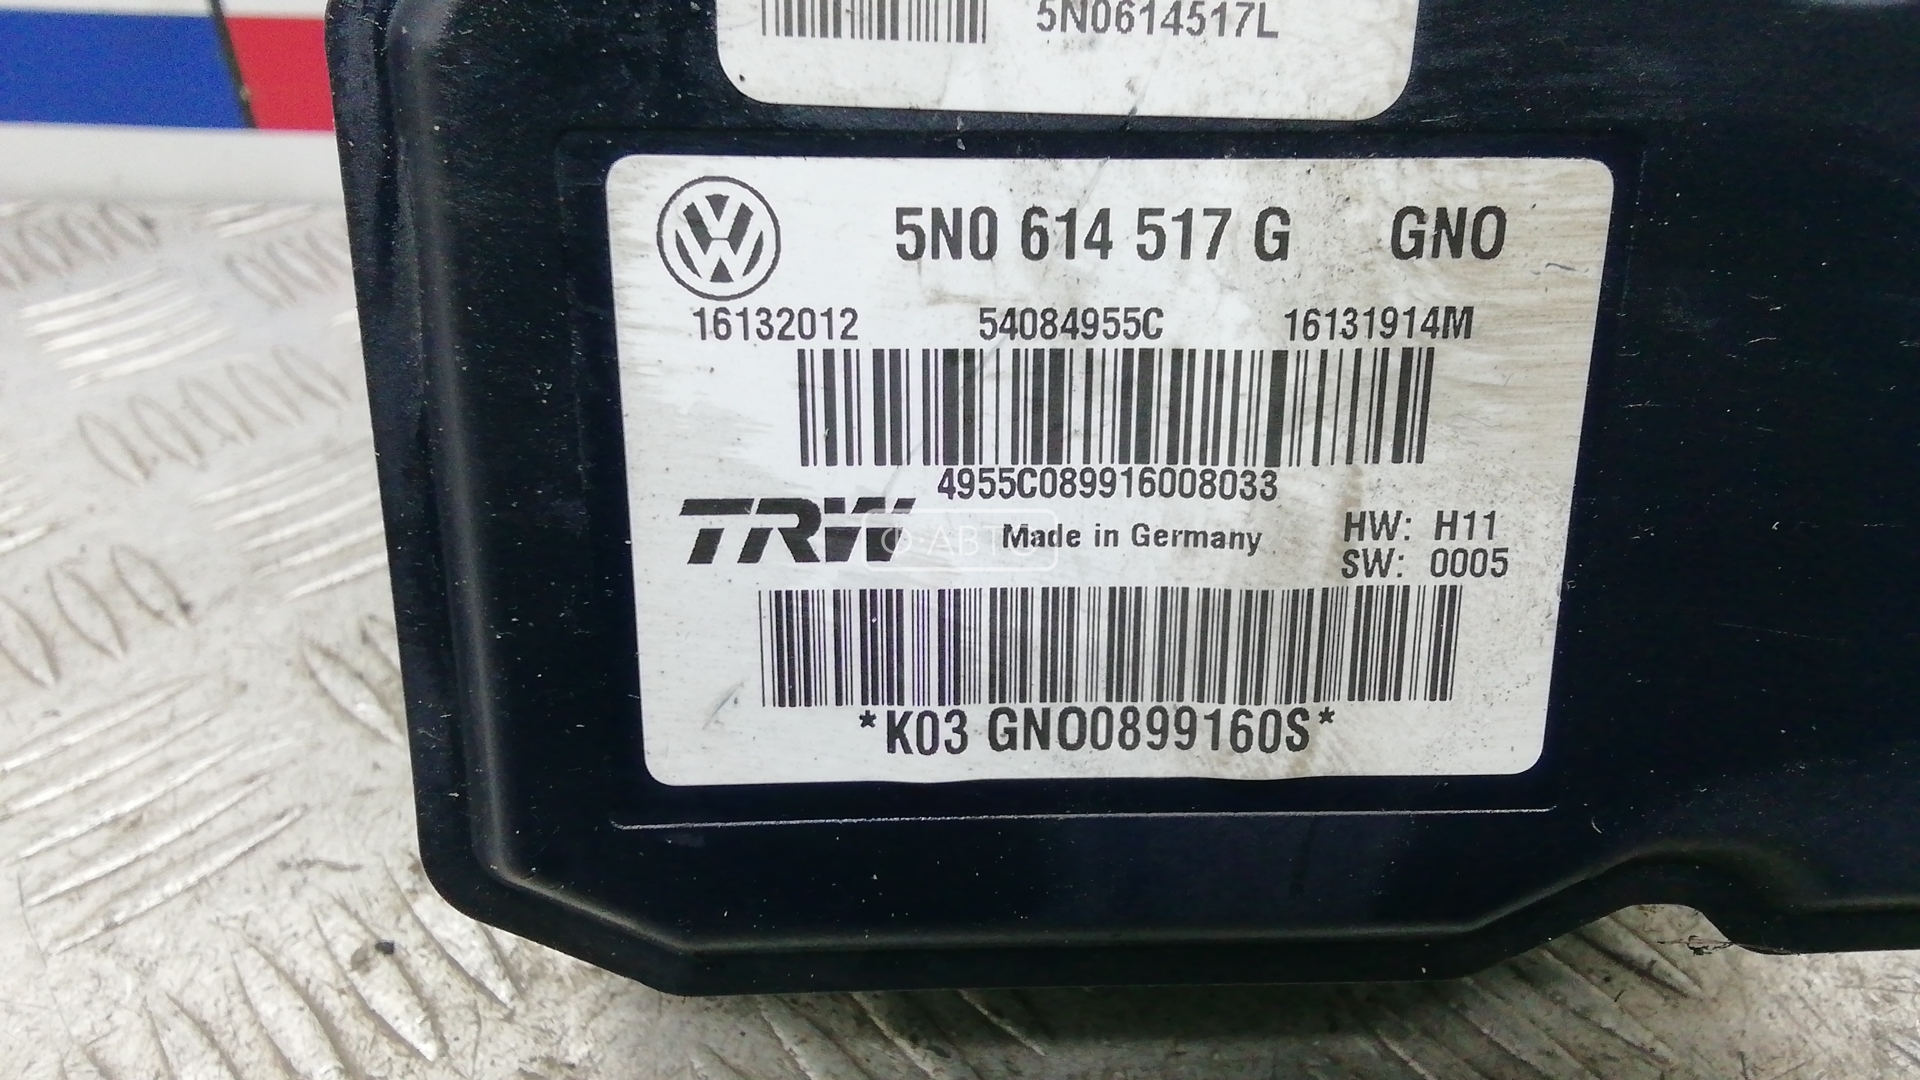 5N0614517L
5N0 614 517 G GNO
16132012 54084955C 16131914M
4955C089916008033
TRW Made in Germany HW: H11
SW: 0005
*K03 GNO0899160S*
АВТО